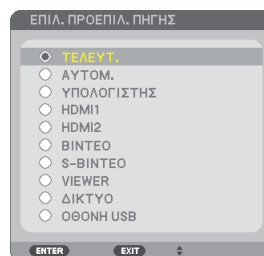 ΕΠΙΛ. ΠΡΟΕΠΙΛ. ΠΗΓΗΣ
ΤΕΛΕΥΤ.
ΑΥΤΟΜ.
ΥΠΟΛΟΓΙΣΤΗΣ
HDMI1
HDMI2
ΒΙΝΤΕΟ
S-ΒΙΝΤΕΟ
VIEWER
ΔΙΚΤΥΟ
ΟΘΟΝΗ USB
ENTER EXIT